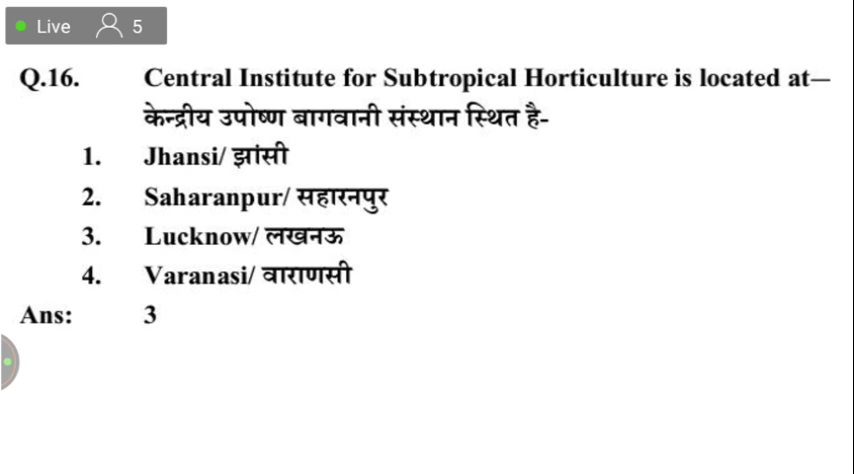 Live 5
Q.16. Central Institute for Subtropical Horticulture is located at—
केन्द्रीय उपोष्ण बागवानी संस्थान स्थित है-
1. Jhansi/ झांसी
2. Saharanpur/ सहारनपुर
3. Lucknow/ लखनऊ
4. Varanasi/ वाराणसी
Ans: 3